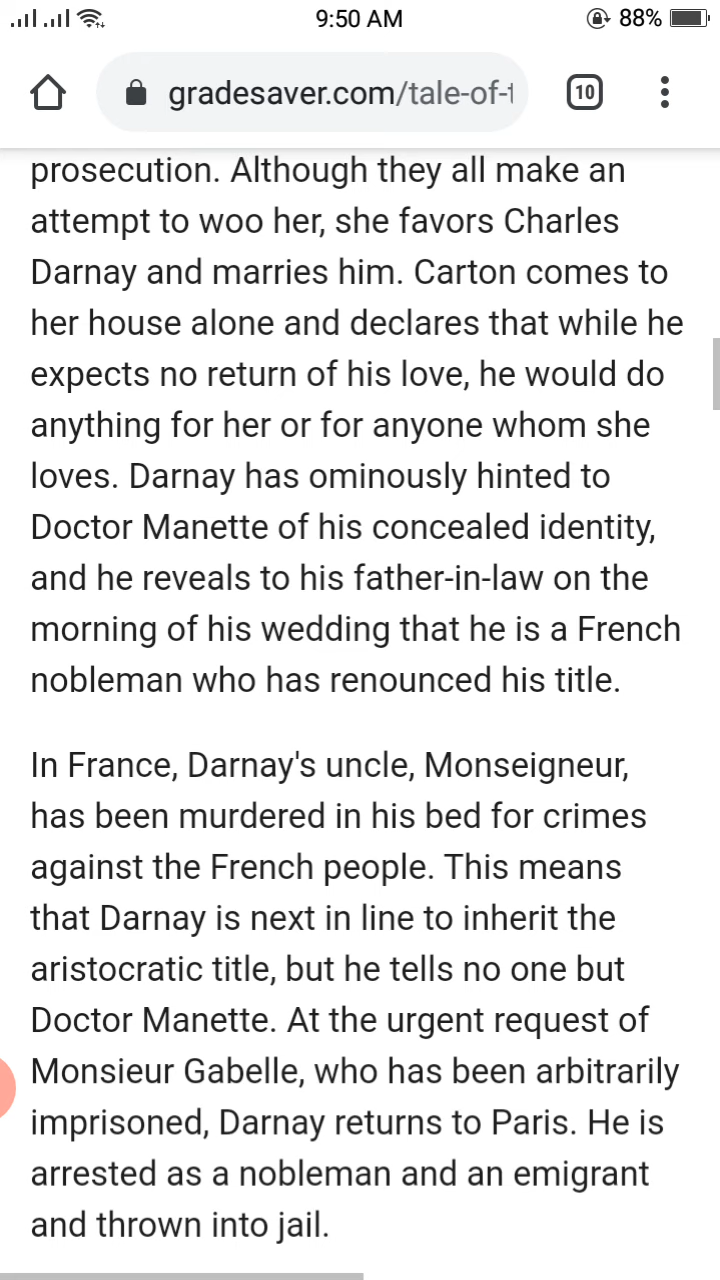 9:50 AM
88%
gradesaver.com/tale-of-t
10
prosecution. Although they all make an
attempt to woo her, she favors Charles
Darnay and marries him. Carton comes to
her house alone and declares that while he
expects no return of his love, he would do
anything for her or for anyone whom she
loves. Darnay has ominously hinted to
Doctor Manette of his concealed identity,
and he reveals to his father-in-law on the
morning of his wedding that he is a French
nobleman who has renounced his title.
In France, Darnay's uncle, Monseigneur,
has been murdered in his bed for crimes
against the French people. This means
that Darnay is next in line to inherit the
aristocratic title, but he tells no one but
Doctor Manette. At the urgent request of
Monsieur Gabelle, who has been arbitrarily
imprisoned, Darnay returns to Paris. He is
arrested as a nobleman and an emigrant
and thrown into jail.